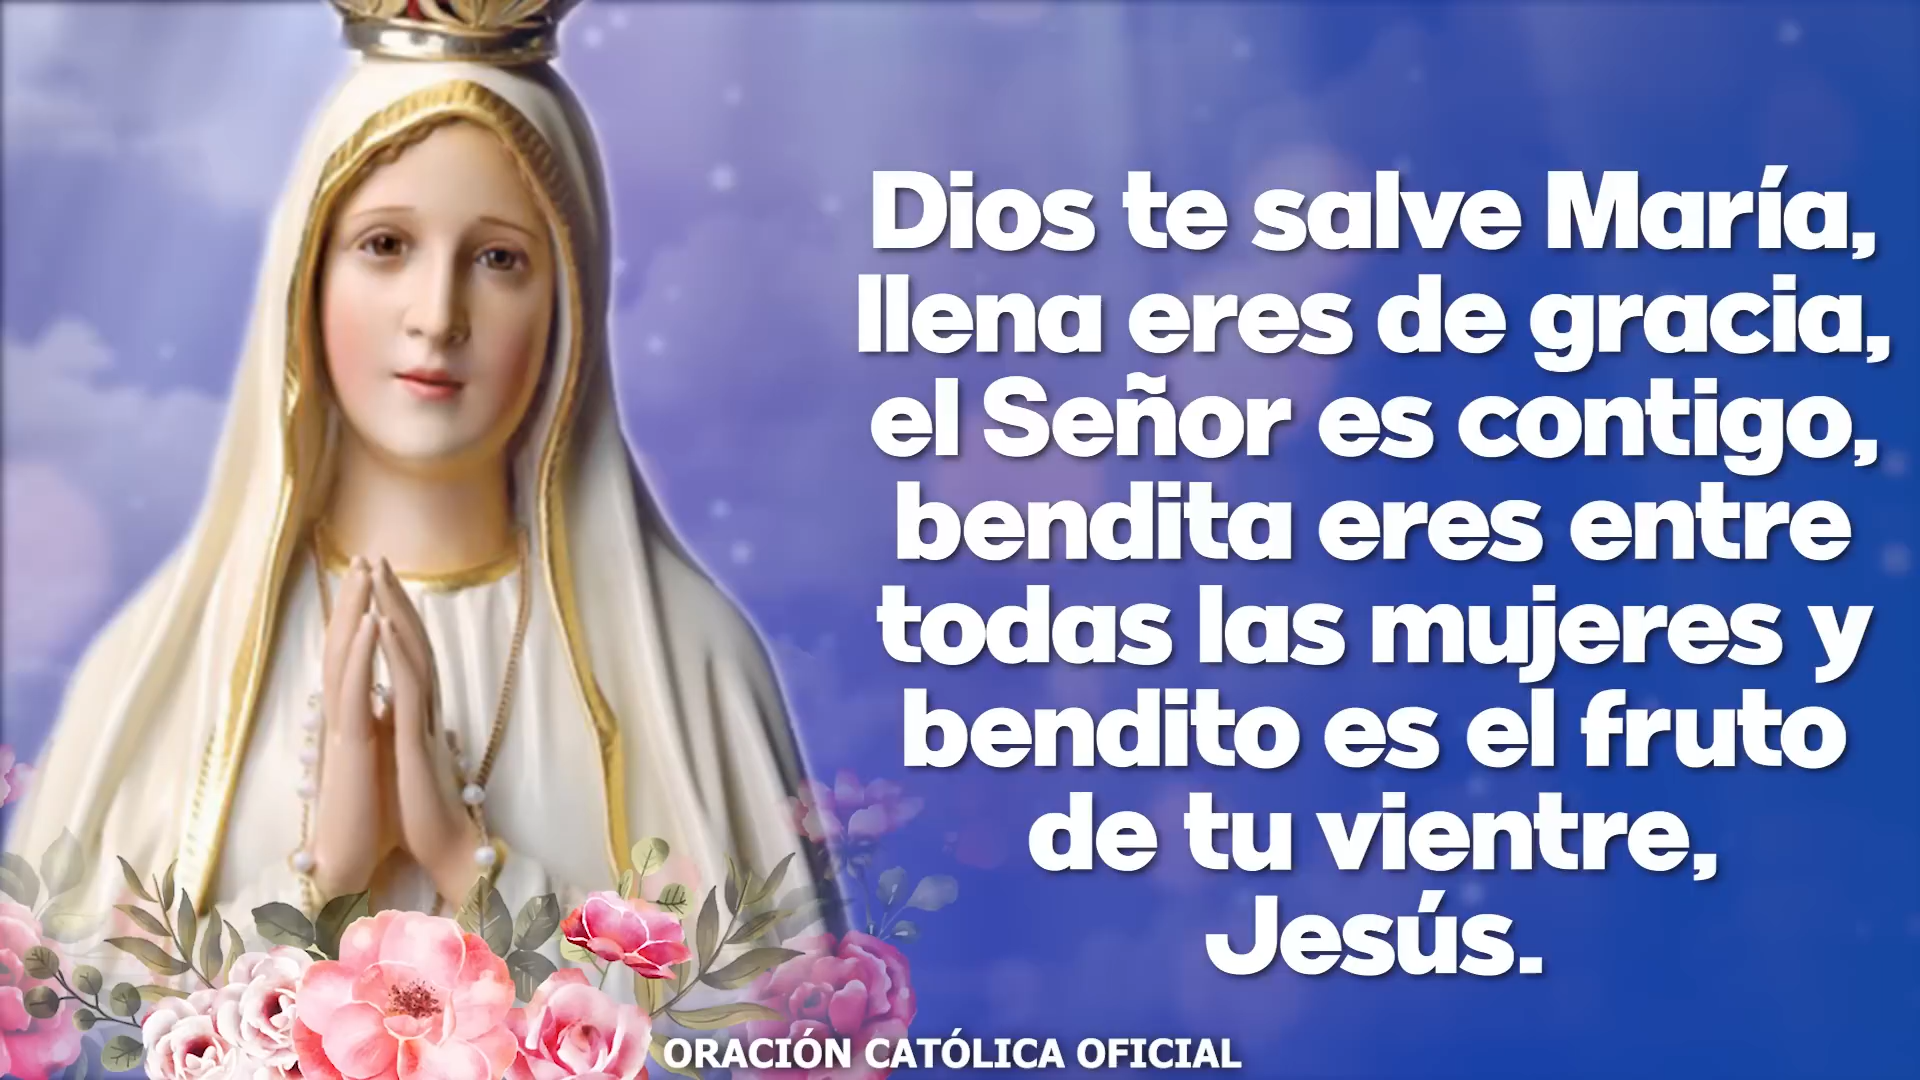 Dios te salve María,
llena eres de gracia,
el Señor es contigo,
bendita eres entre
todas las mujeres y
bendito es el fruto
de tu vientre,
Jesús.
ORACIÓN CATÓLICA OFICIAL